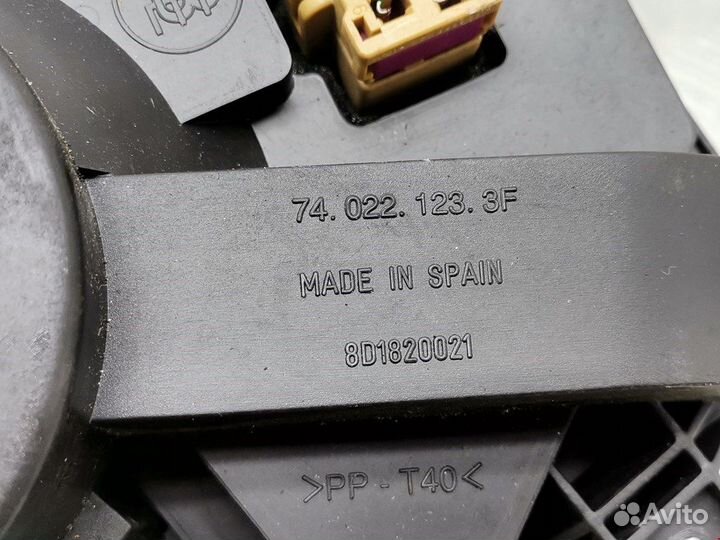 74.022.123.3F
MADE IN SPAIN
8D1820021
>PP-T40<
Avito